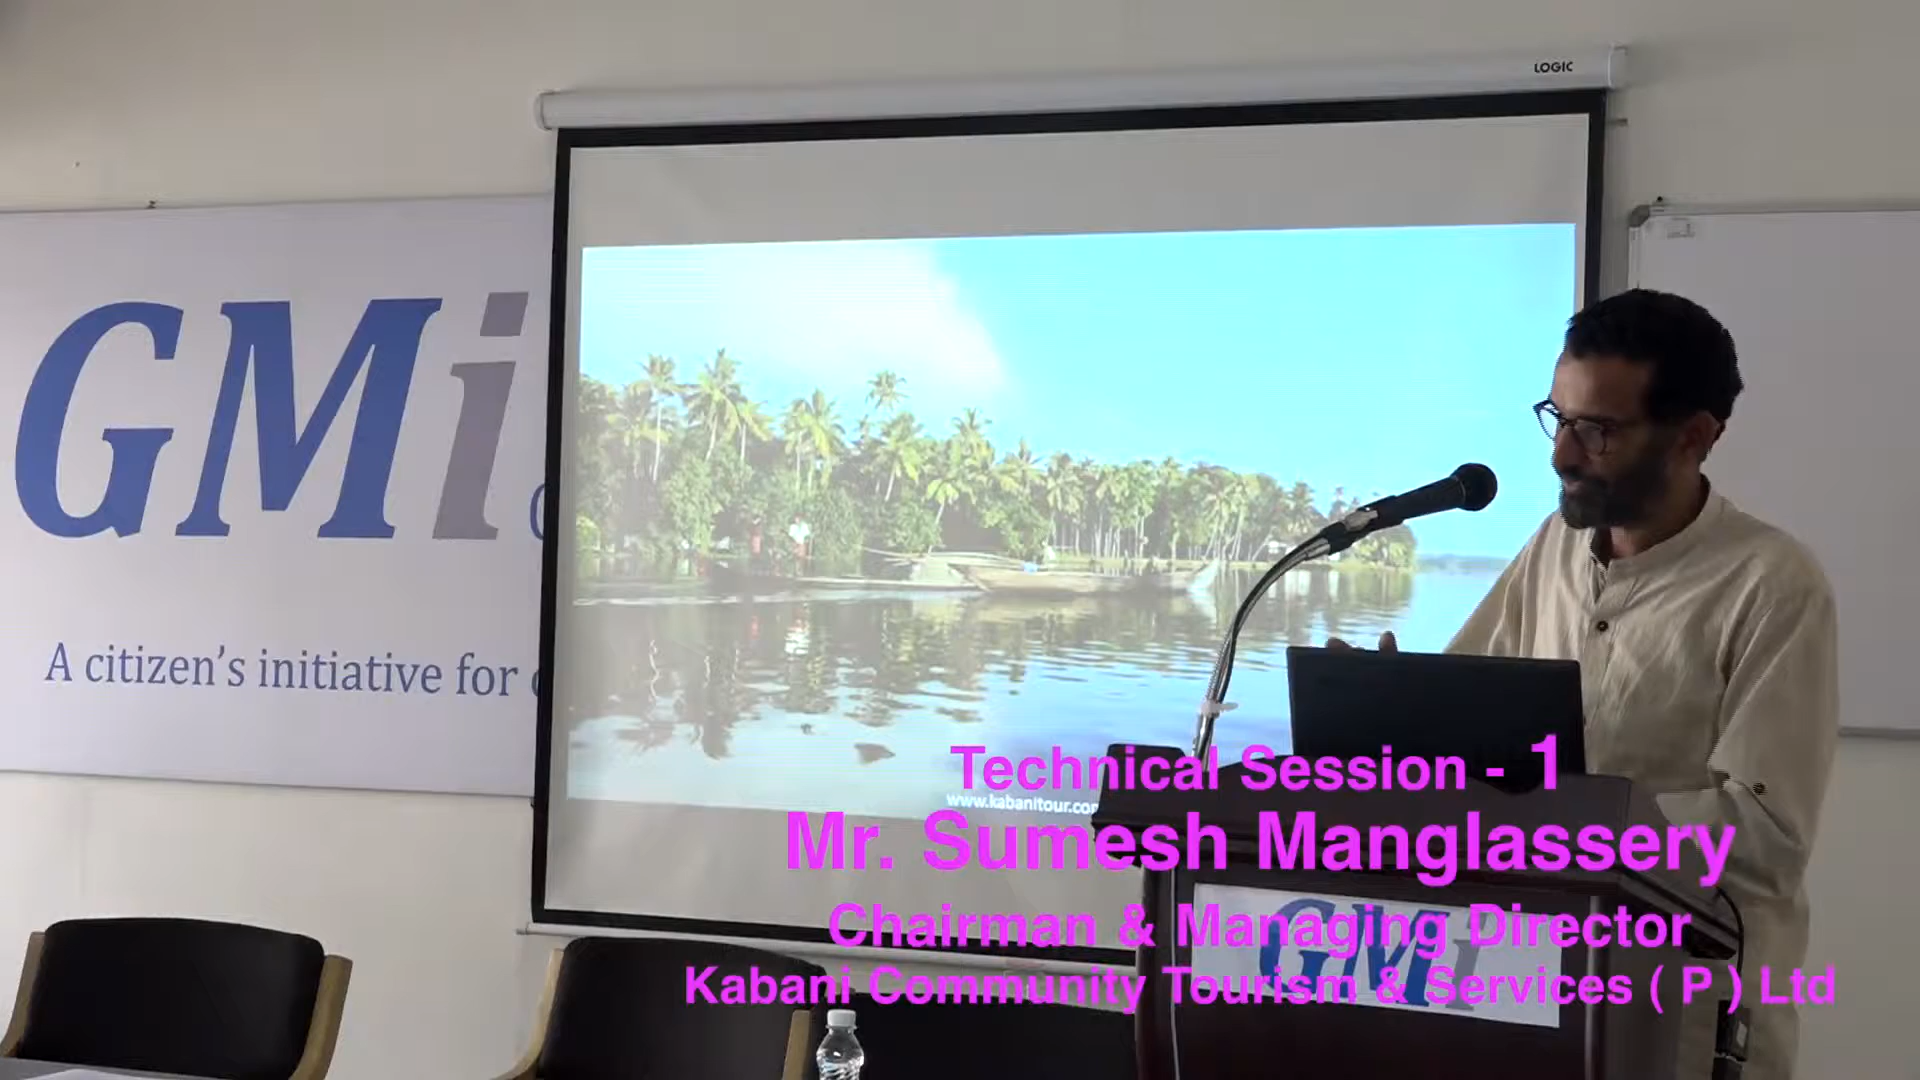 LOGIC
GMi
A citizen's initiative for
www.kabanitour.com
Technical Session - 1
Mr. Sumesh Manglassery
Chairman & Managing Director
Kabani Community Tourism & Services ( P ) Ltd
GMi